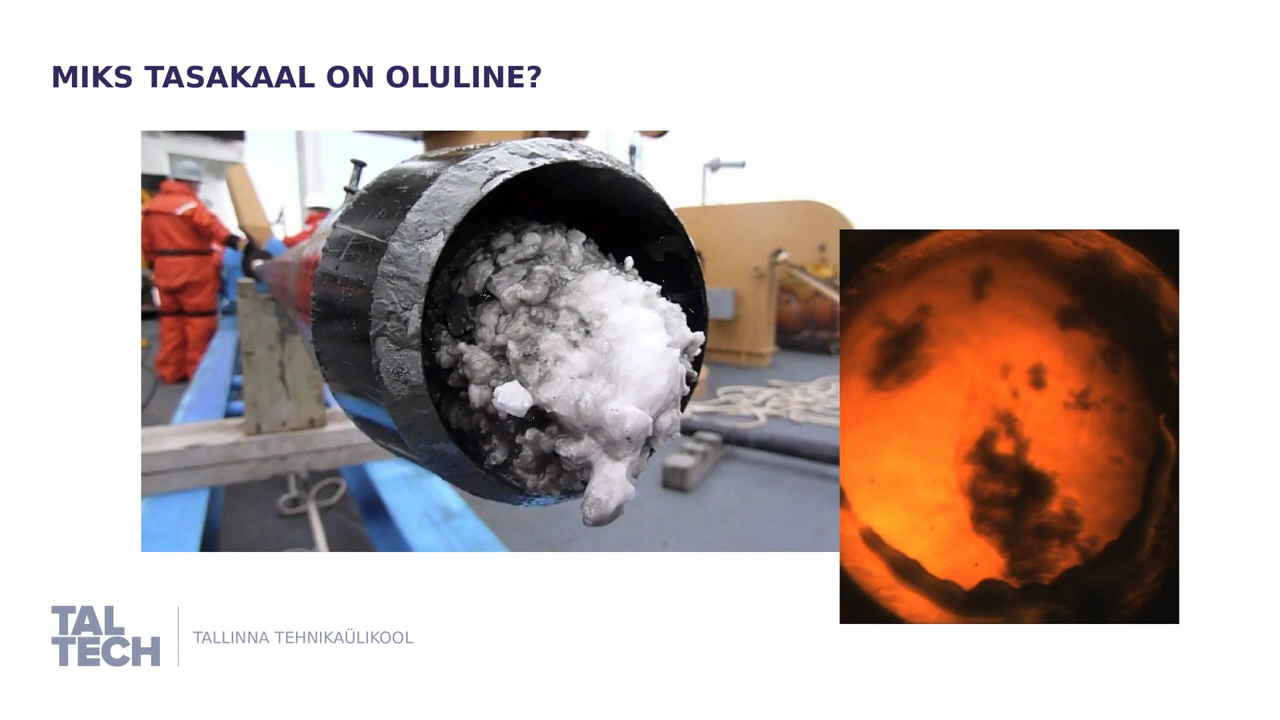 MIKS TASAKAAL ON OLULINE?
TAL
TECH
TALLINNA TEHNIKAÜLIKOOL